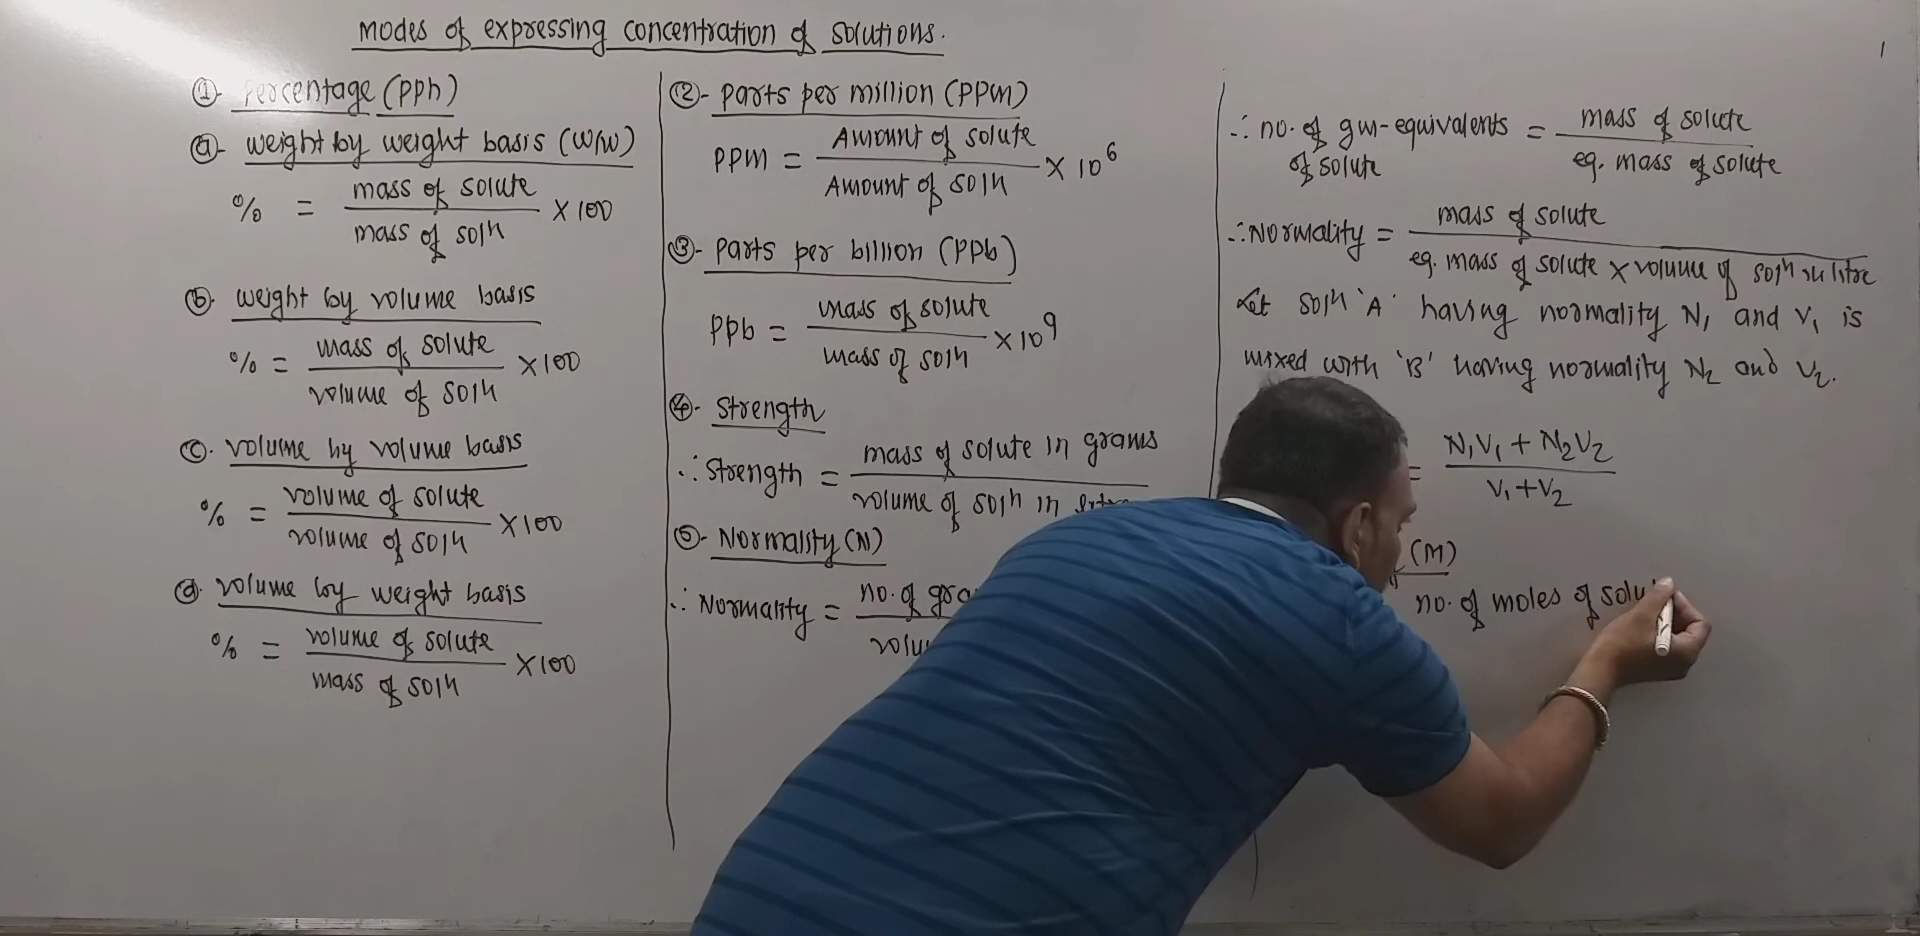 Modes of expressing concentration of solutions.
①- Percentage (PPh)
ⓐ- weight by weight basis (W/W)
% = mass of solute / mass of soln × 100
ⓑ. weight by volume basis
% = mass of solute / volume of soln × 100
ⓒ. volume by volume basis
% = volume of solute / volume of soln × 100
ⓓ. volume by weight basis
% = volume of solute / mass of soln × 100
②- Parts per million (PPm)
PPM = Amount of solute / Amount of soln × 10⁶
③- Parts per billion (PPb)
PPb = mass of solute / mass of soln × 10⁹
④- Strength
∴ Strength = mass of solute in grams / volume of soln in
⑤- Normality (N)
∴ Normality = no. of
∴ no. of gm-equivalents of solute = mass of solute / eq. mass of solute
∴ Normality = mass of solute / eq. mass of solute × volume of soln in litre
Let soln 'A' having normality N₁ and V₁ is
mixed with 'B' having normality N₂ and V₂.
= N₁V₁ + N₂V₂ / V₁+V₂
(M)
no. of moles of